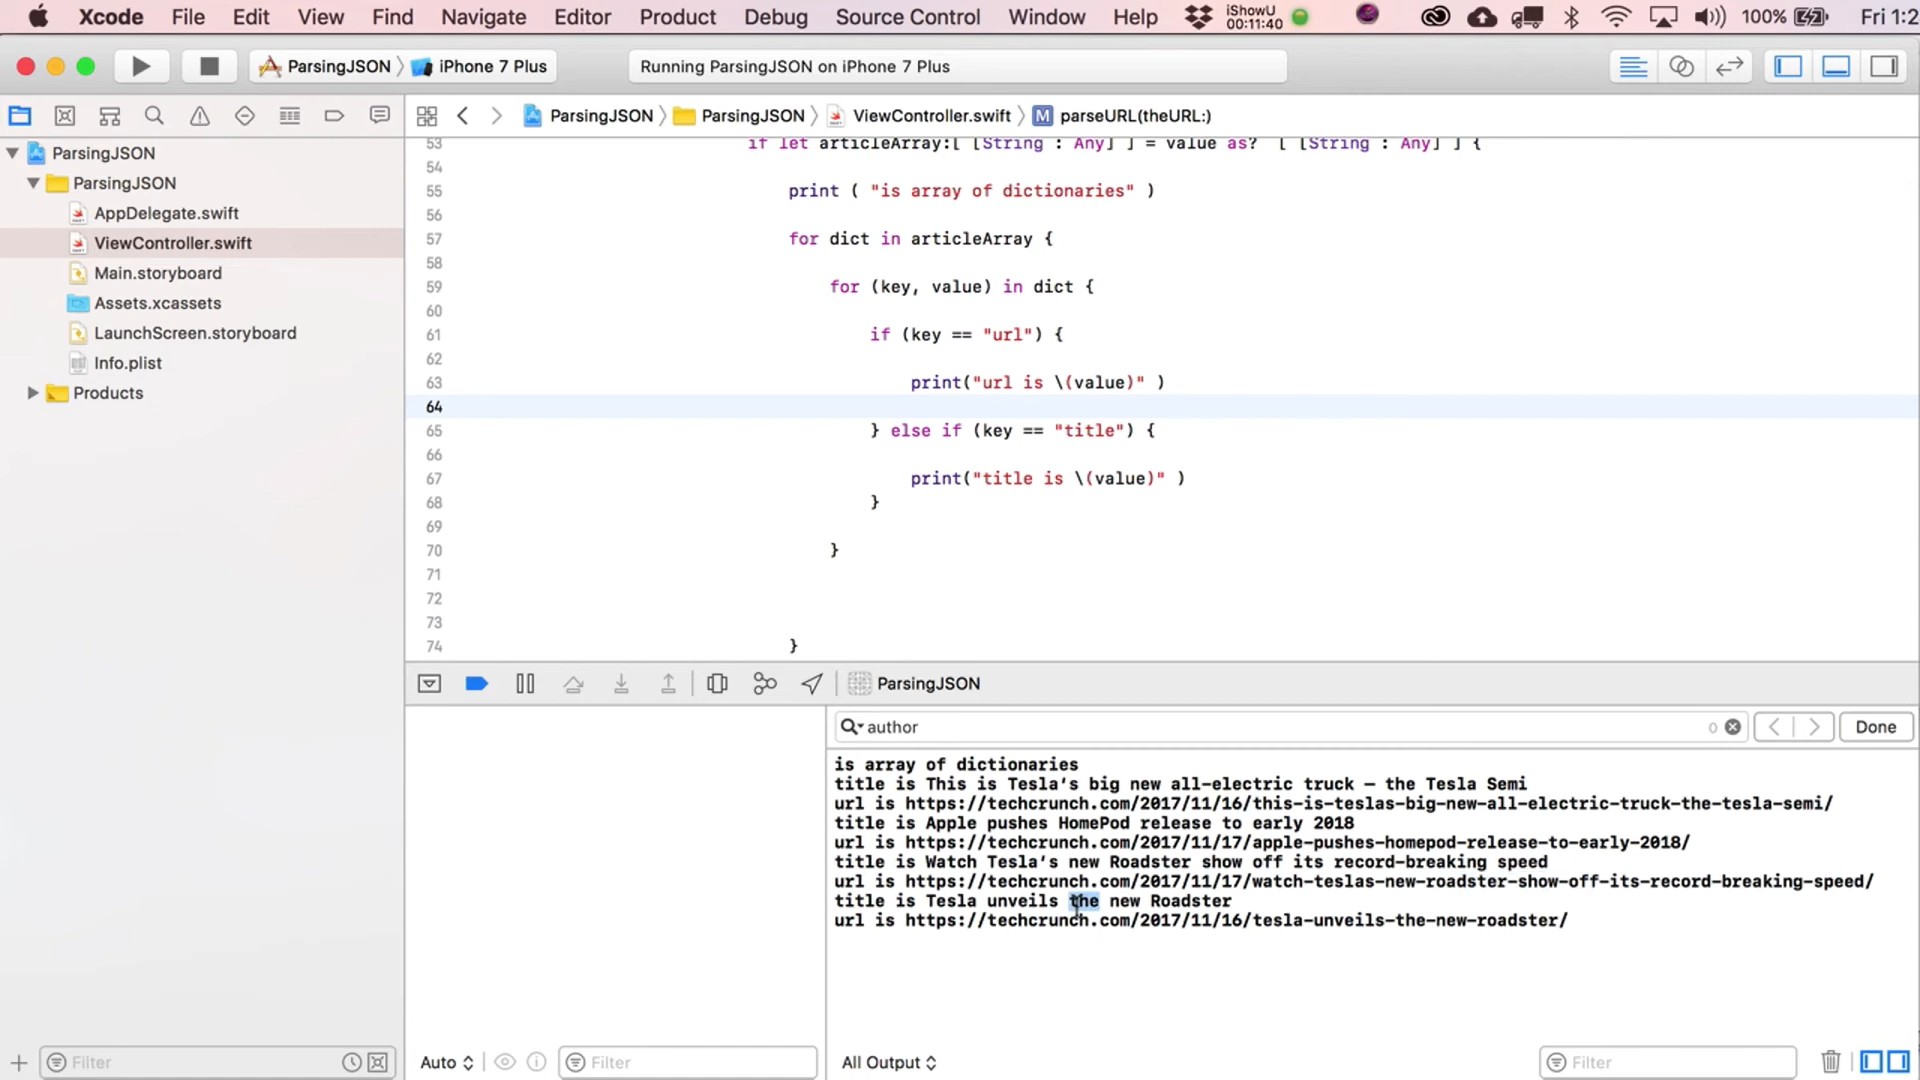 Xcode File Edit View Find Navigate Editor Product Debug Source Control Window Help iShowU 00:11:40 100% Fri 1:2
ParsingJSON iPhone 7 Plus Running ParsingJSON on iPhone 7 Plus
ParsingJSON ParsingJSON ViewController.swift M parseURL(theURL:)
ParsingJSON
ParsingJSON
AppDelegate.swift
ViewController.swift
Main.storyboard
Assets.xcassets
LaunchScreen.storyboard
Info.plist
Products
53 if let articleArray:[ [String : Any] ] = value as? [ [String : Any] ] {
54
55 print ( "is array of dictionaries" )
56
57 for dict in articleArray {
58
59 for (key, value) in dict {
60
61 if (key == "url") {
62
63 print("url is \(value)" )
64
65 } else if (key == "title") {
66
67 print("title is \(value)" )
68 }
69
70 }
71
72
73
74 }
ParsingJSON
author 0 Done
is array of dictionaries
title is This is Tesla's big new all-electric truck — the Tesla Semi
url is https://techcrunch.com/2017/11/16/this-is-teslas-big-new-all-electric-truck-the-tesla-semi/
title is Apple pushes HomePod release to early 2018
url is https://techcrunch.com/2017/11/17/apple-pushes-homepod-release-to-early-2018/
title is Watch Tesla's new Roadster show off its record-breaking speed
url is https://techcrunch.com/2017/11/17/watch-teslas-new-roadster-show-off-its-record-breaking-speed/
title is Tesla unveils the new Roadster
url is https://techcrunch.com/2017/11/16/tesla-unveils-the-new-roadster/
Filter Auto Filter All Output Filter